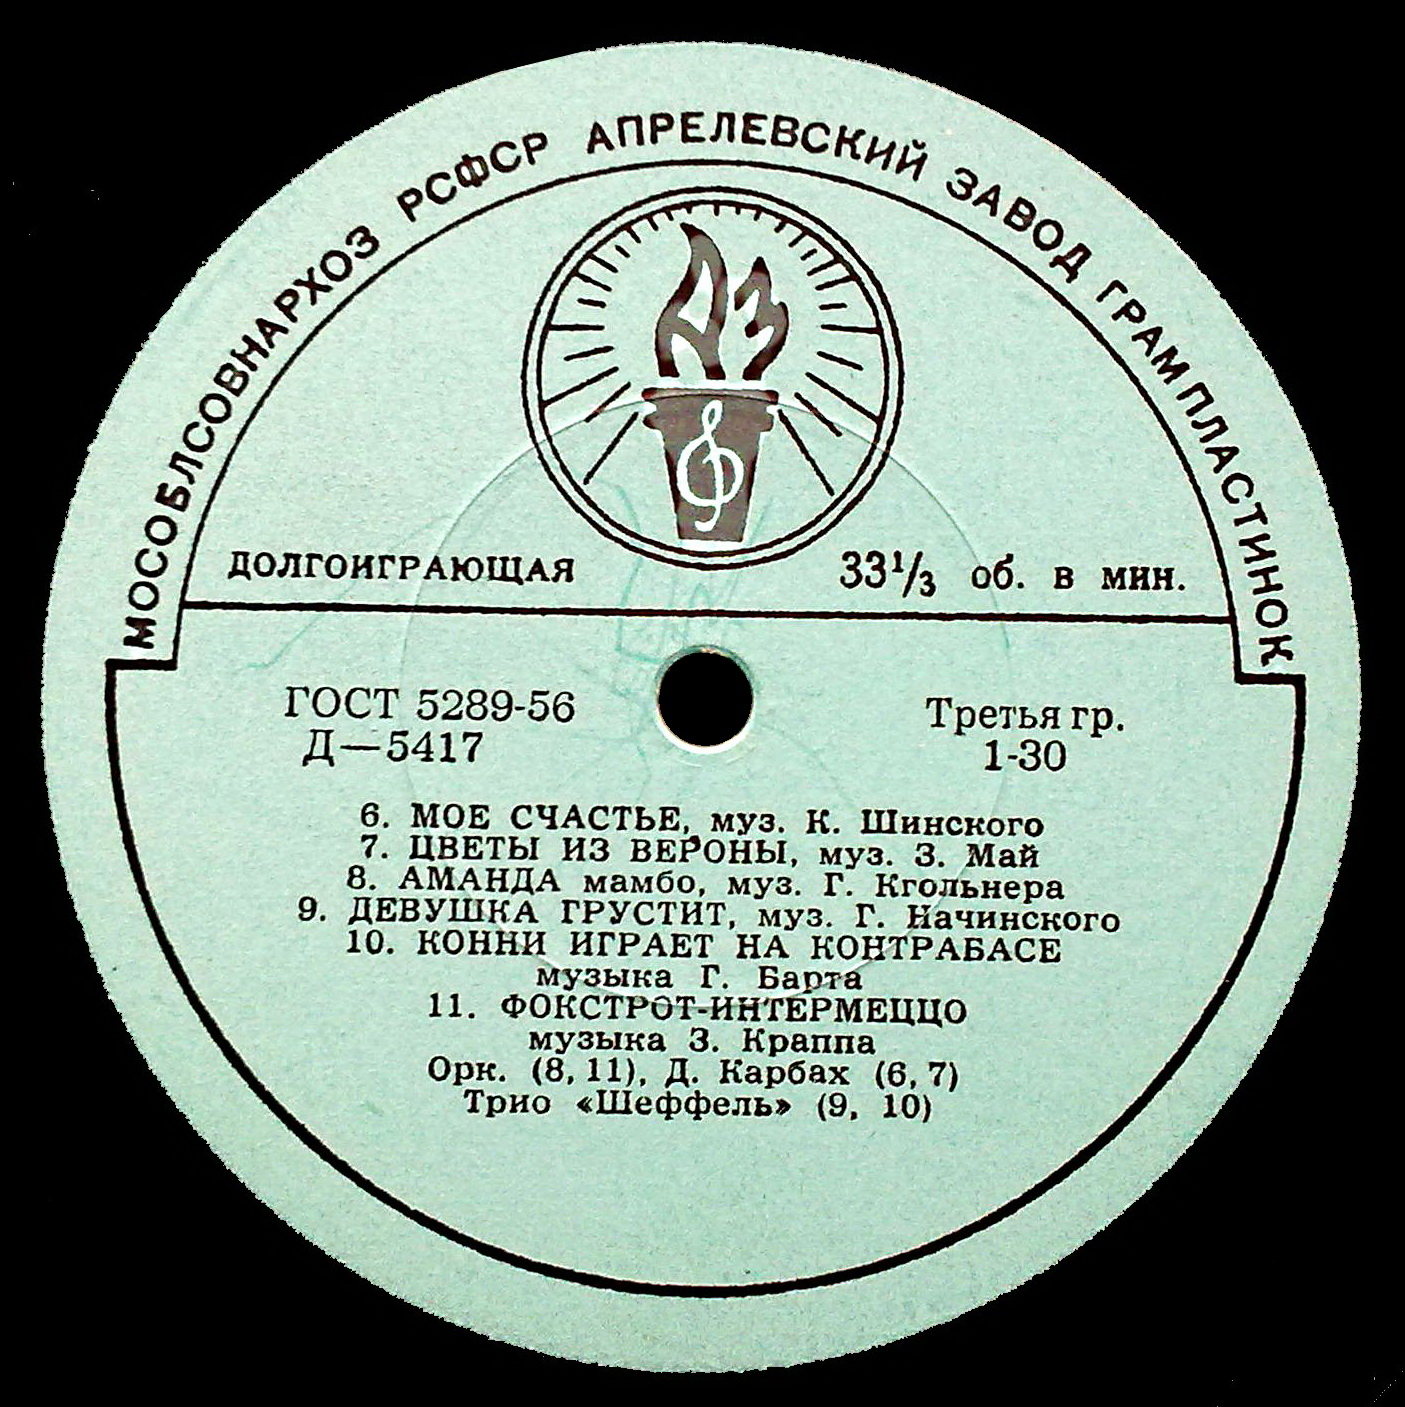 МОСОБЛСОВНАРХОЗ РСФСР АПРЕЛЕВСКИЙ ЗАВОД ГРАМПЛАСТИНОК
АЗ
ДОЛГОИГРАЮЩАЯ 33⅓ об. в мин.
ГОСТ 5289-56 Третья гр.
Д—5417 1-30
6. МОЕ СЧАСТЬЕ, муз. К. Шинского
7. ЦВЕТЫ ИЗ ВЕРОНЫ, муз. З. Май
8. АМАНДА мамбо, муз. Г. Кгольнера
9. ДЕВУШКА ГРУСТИТ, муз. Г. Начинского
10. КОННИ ИГРАЕТ НА КОНТРАБАСЕ
музыка Г. Барта
11. ФОКСТРОТ-ИНТЕРМЕЦЦО
музыка З. Краппа
Орк. (8, 11), Д. Карбах (6, 7)
Трио «Шеффель» (9, 10)